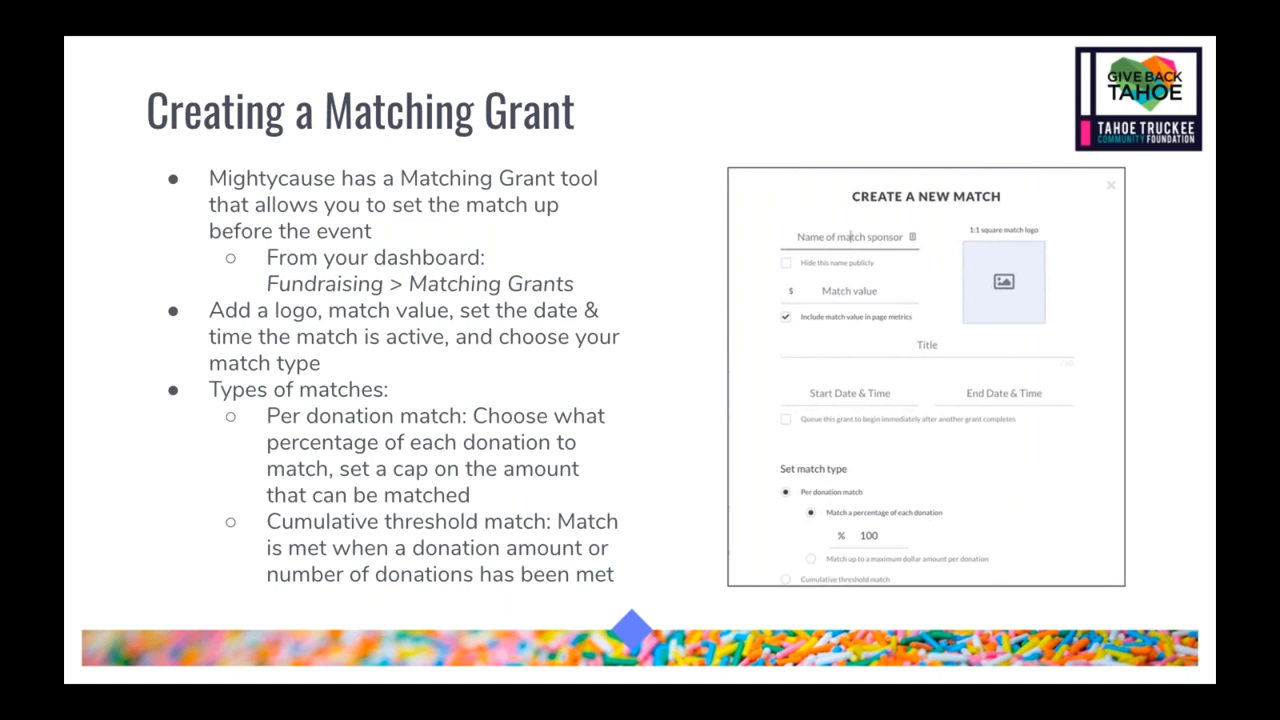 GIVE BACK
TAHOE
TAHOE TRUCKEE
COMMUNITY FOUNDATION
Creating a Matching Grant
● Mightycause has a Matching Grant tool
that allows you to set the match up
before the event
○ From your dashboard:
Fundraising > Matching Grants
● Add a logo, match value, set the date &
time the match is active, and choose your
match type
● Types of matches:
○ Per donation match: Choose what
percentage of each donation to
match, set a cap on the amount
that can be matched
○ Cumulative threshold match: Match
is met when a donation amount or
number of donations has been met
CREATE A NEW MATCH
Name of match sponsor
1:1 square match logo
Hide this name publicly
$ Match value
Include match value in page metrics
Title
Start Date & Time End Date & Time
Queue this grant to begin immediately after another grant completes
Set match type
Per donation match
Match a percentage of each donation
% 100
Match up to a maximum dollar amount per donation
Cumulative threshold match